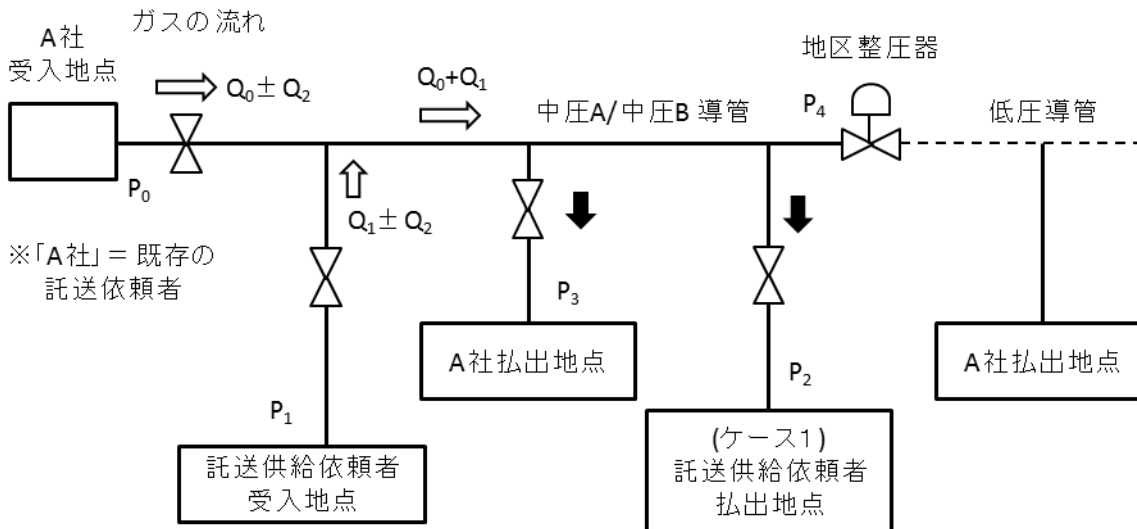 ガスの流れ
A社
受入地点
Q₀± Q₂
Q₀+Q₁
中圧A/中圧B 導管
地区整圧器
P₄
低圧導管
P₀
Q₁± Q₂
※「A社」= 既存の
託送依頼者
P₃
A社払出地点
P₂
A社払出地点
P₁
託送供給依頼者
受入地点
(ケース1)
託送供給依頼者
払出地点